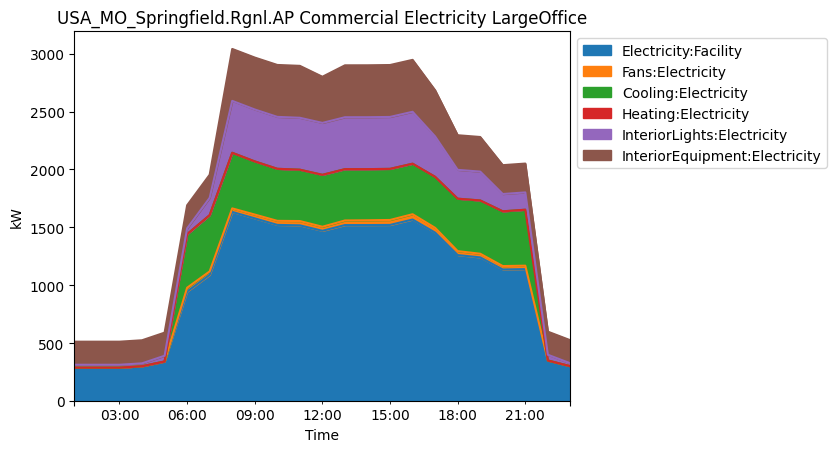 USA_MO_Springfield.Rgnl.AP Commercial Electricity LargeOffice
3000
2500
2000
1500
1000
500
0
kW
03:00 06:00 09:00 12:00 15:00 18:00 21:00
Time
Electricity:Facility
Fans:Electricity
Cooling:Electricity
Heating:Electricity
InteriorLights:Electricity
InteriorEquipment:Electricity